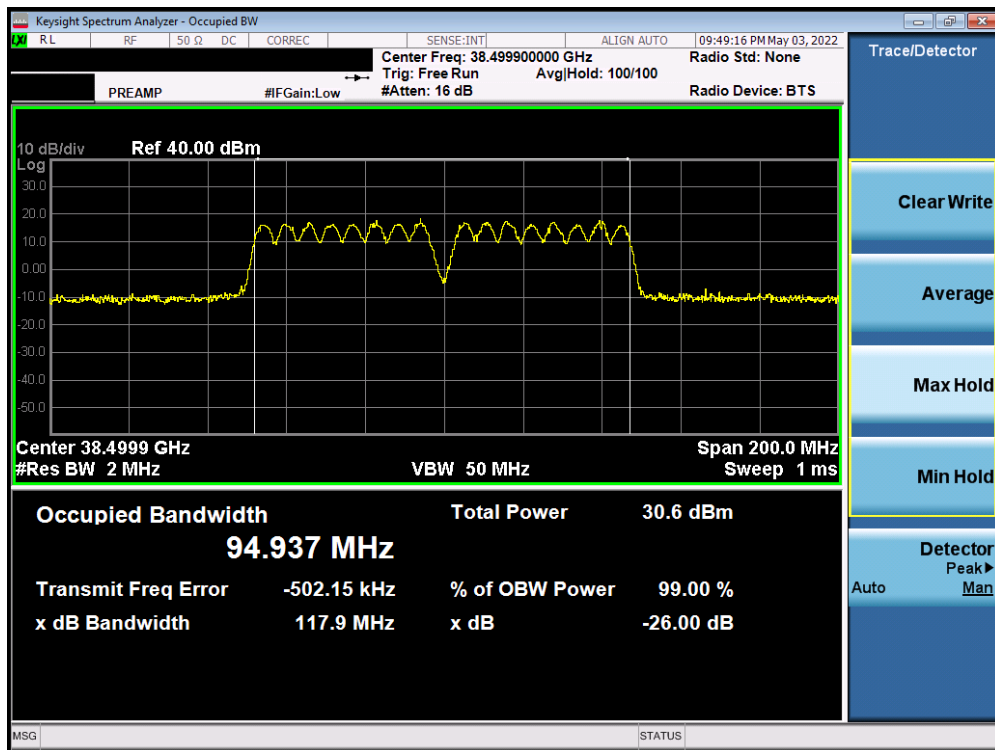 Keysight Spectrum Analyzer - Occupied BW
LXI RL RF 50 Ω DC CORREC SENSE:INT ALIGN AUTO 09:49:16 PM May 03, 2022
Center Freq: 38.499900000 GHz Radio Std: None
Trig: Free Run Avg|Hold: 100/100
PREAMP #IFGain:Low #Atten: 16 dB Radio Device: BTS
10 dB/div Ref 40.00 dBm
Log
30.0
20.0
10.0
0.00
-10.0
-20.0
-30.0
-40.0
-50.0
Center 38.4999 GHz Span 200.0 MHz
#Res BW 2 MHz VBW 50 MHz Sweep 1 ms
Occupied Bandwidth Total Power 30.6 dBm
94.937 MHz
Transmit Freq Error -502.15 kHz % of OBW Power 99.00 %
x dB Bandwidth 117.9 MHz x dB -26.00 dB
MSG STATUS
Trace/Detector
Clear Write
Average
Max Hold
Min Hold
Detector
Peak▶
Auto Man